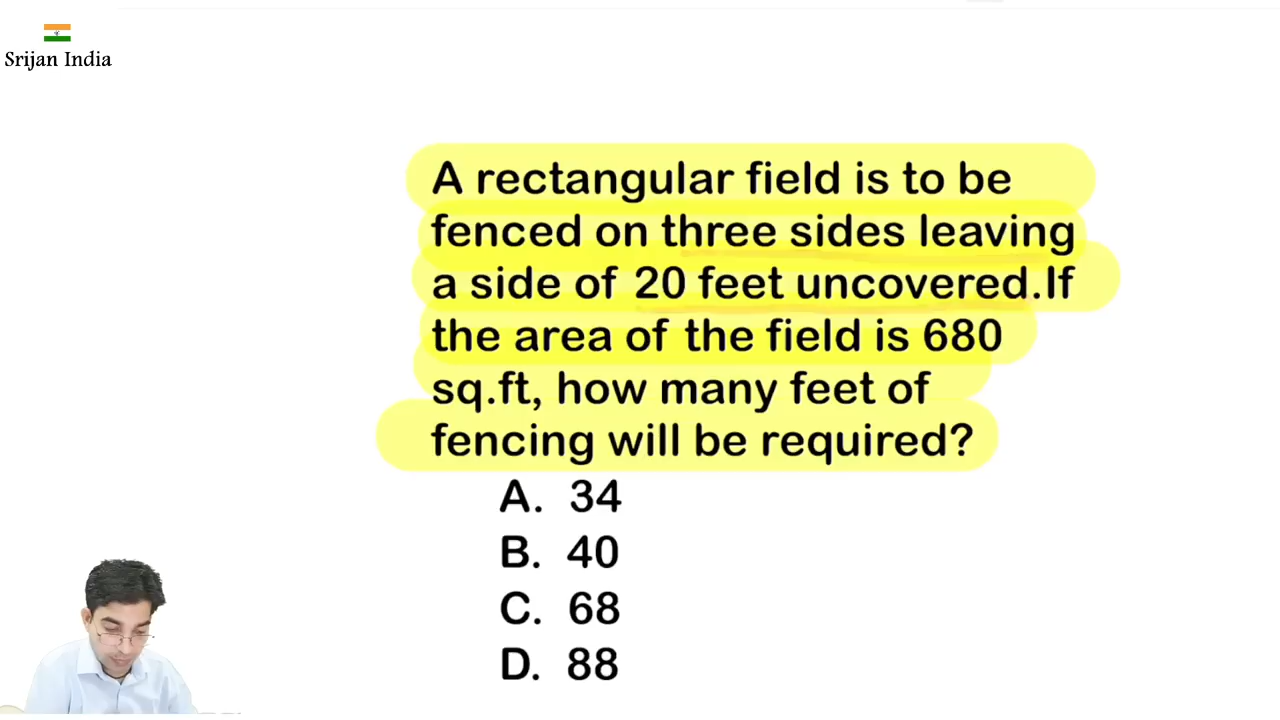 Srijan India
A rectangular field is to be
fenced on three sides leaving
a side of 20 feet uncovered.If
the area of the field is 680
sq.ft, how many feet of
fencing will be required?
A. 34
B. 40
C. 68
D. 88